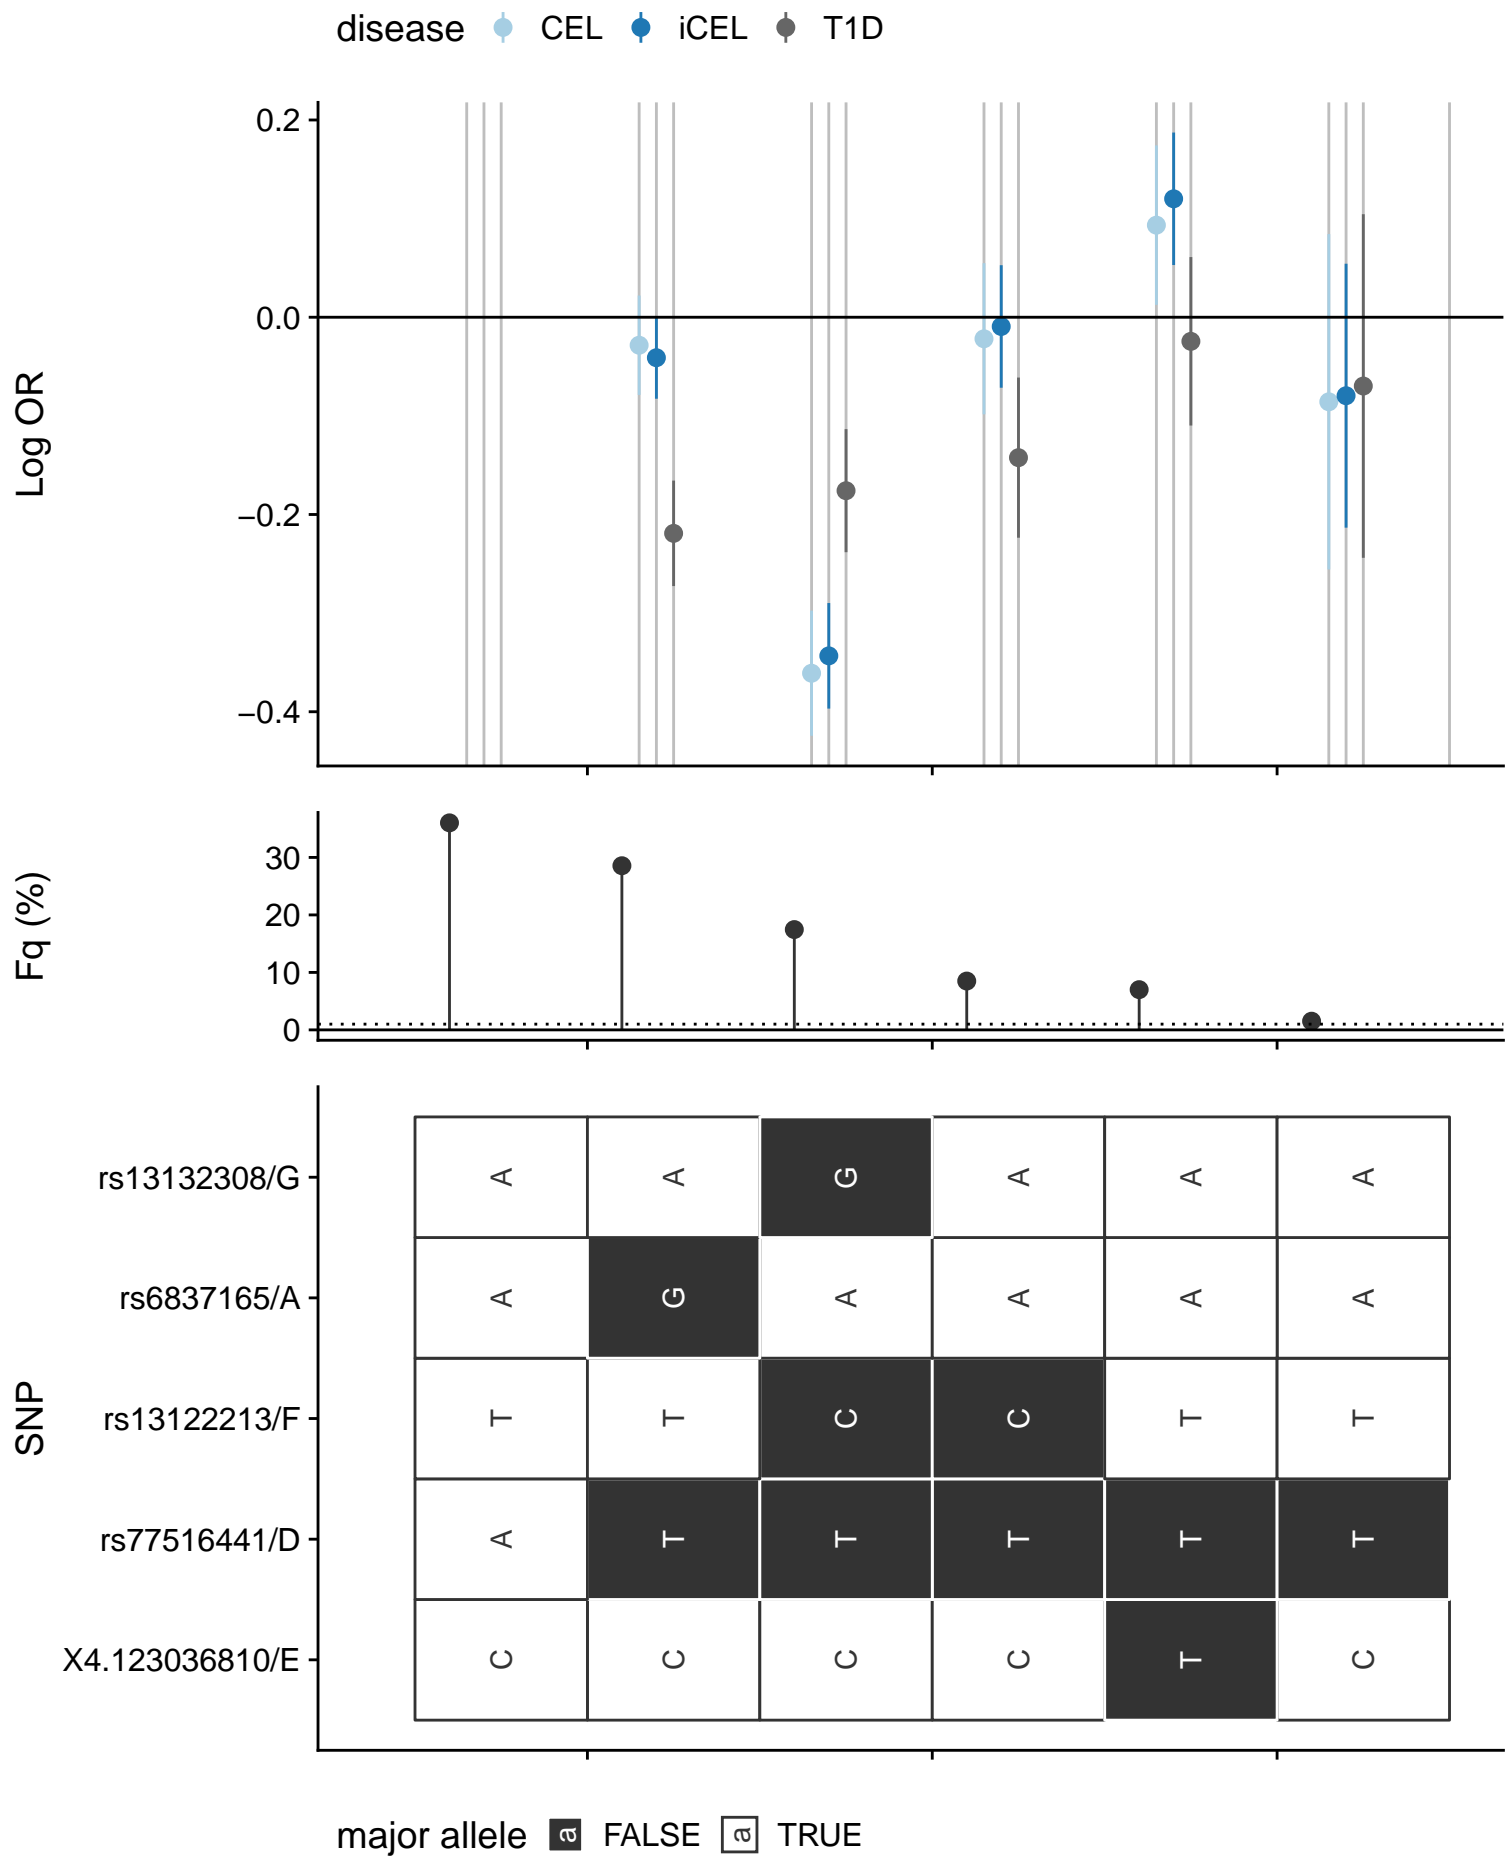 disease CEL iCEL T1D
0.2
0.0
−0.2
−0.4
Log OR
30
20
10
0
Fq (%)
rs13132308/G A A G A A A
rs6837165/A A G A A A A
rs13122213/F T T C C T T
rs77516441/D A T T T T T
X4.123036810/E C C C C T C
SNP
major allele a FALSE a TRUE